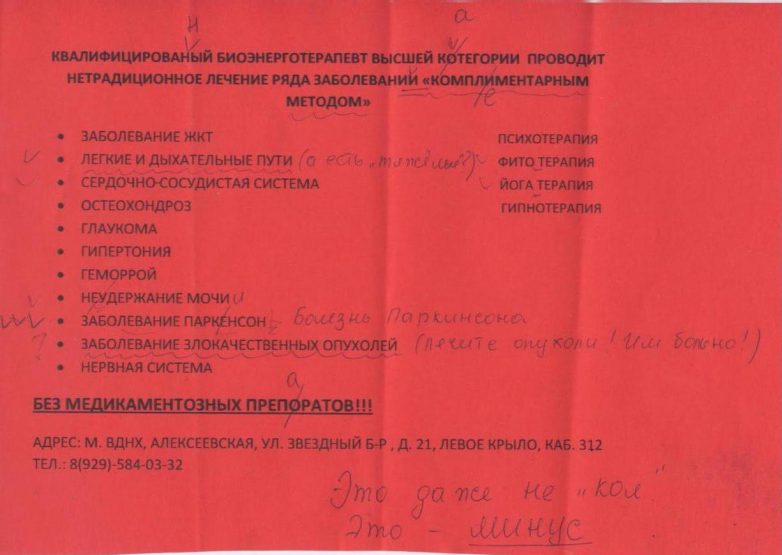 н а
КВАЛИФИЦИРОВАНЫЙ БИОЭНЕРГОТЕРАПЕВТ ВЫСШЕЙ КОТЕГОРИИ ПРОВОДИТ
НЕТРАДИЦИОННОЕ ЛЕЧЕНИЕ РЯДА ЗАБОЛЕВАНИЙ «КОМПЛИМЕНТАРНЫМ
е
МЕТОДОМ»
• ЗАБОЛЕВАНИЕ ЖКТ ПСИХОТЕРАПИЯ
• ЛЕГКИЕ И ДЫХАТЕЛЬНЫЕ ПУТИ (а есть „тяжёлые"?) ФИТО ТЕРАПИЯ
• СЕРДОЧНО-СОСУДИСТАЯ СИСТЕМА ЙОГА ТЕРАПИЯ
• ОСТЕОХОНДРОЗ ГИПНОТЕРАПИЯ
• ГЛАУКОМА
• ГИПЕРТОНИЯ
• ГЕМОРРОЙ
• НЕУДЕРЖАНИЕ МОЧИ
• ЗАБОЛЕВАНИЕ ПАРКЕНСОН Болезнь Паркинсона
? • ЗАБОЛЕВАНИЕ ЗЛОКАЧЕСТВЕННЫХ ОПУХОЛЕЙ (лечите опухоли! Им больно!)
• НЕРВНАЯ СИСТЕМА
а
БЕЗ МЕДИКАМЕНТОЗНЫХ ПРЕПОРАТОВ!!!
АДРЕС: М. ВДНХ, АЛЕКСЕЕВСКАЯ, УЛ. ЗВЕЗДНЫЙ Б-Р , Д. 21, ЛЕВОЕ КРЫЛО, КАБ. 312
ТЕЛ.: 8(929)-584-03-32
Это даже не „кол"
Это - МИНУС